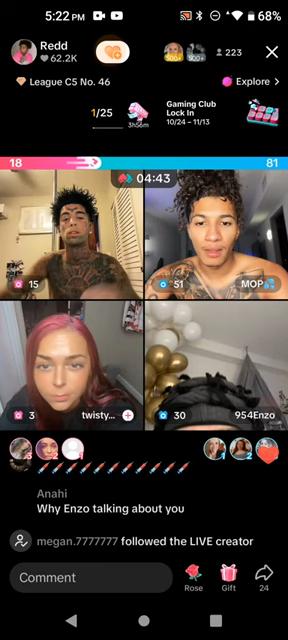 5:22 PM
68%
Redd
62.2K
500+
500+
223
League C5 No. 46
Explore >
1/25
3h56m
Gaming Club
Lock In
10/24 – 11/13
18
81
04:43
15
51
MOP💦
3
twisty...
30
954Enzo
Anahi
Why Enzo talking about you
megan.7777777 followed the LIVE creator
Comment
Rose
Gift
24